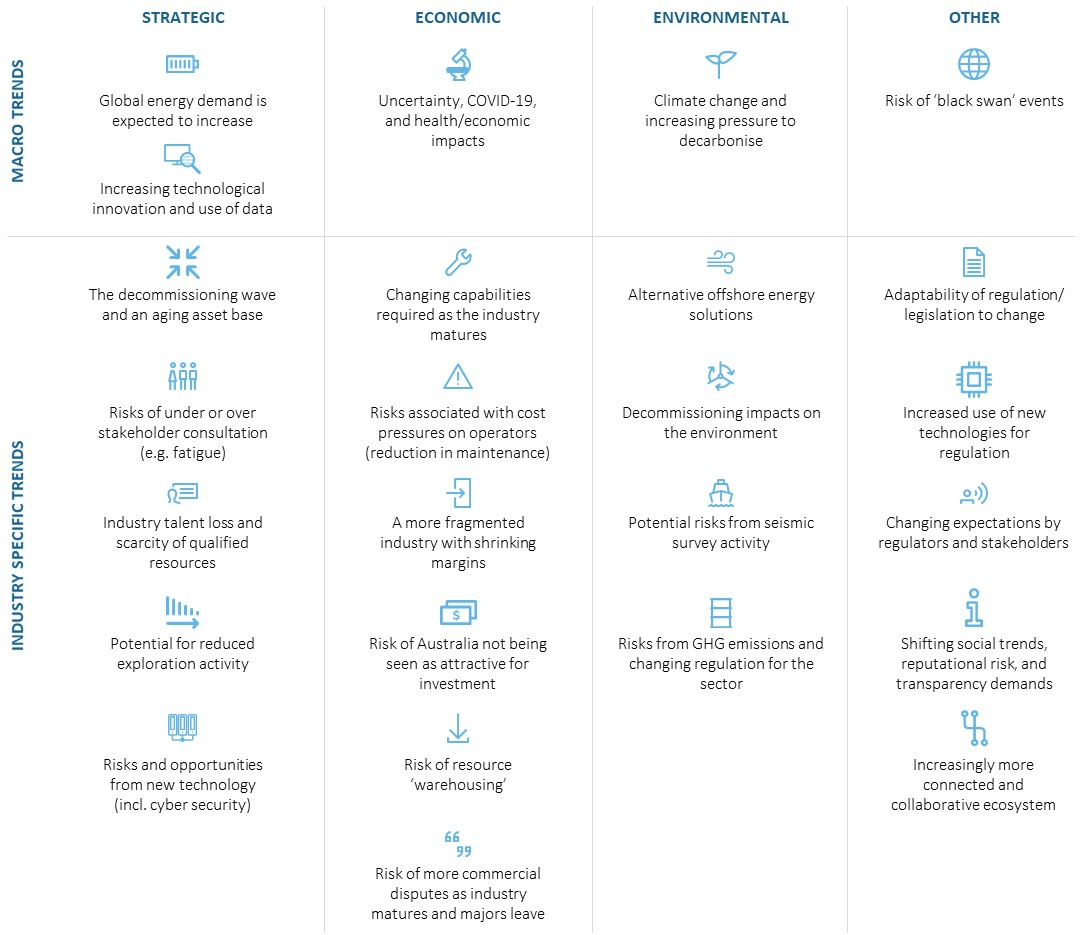 STRATEGIC
ECONOMIC
ENVIRONMENTAL
OTHER
MACRO TRENDS
Global energy demand is
expected to increase
Increasing technological
innovation and use of data
Uncertainty, COVID-19,
and health/economic
impacts
Climate change and
increasing pressure to
decarbonise
Risk of ‘black swan’ events
INDUSTRY SPECIFIC TRENDS
The decommissioning wave
and an aging asset base
Risks of under or over
stakeholder consultation
(e.g. fatigue)
Industry talent loss and
scarcity of qualified
resources
Potential for reduced
exploration activity
Risks and opportunities
from new technology
(incl. cyber security)
Changing capabilities
required as the industry
matures
Risks associated with cost
pressures on operators
(reduction in maintenance)
A more fragmented
industry with shrinking
margins
$
Risk of Australia not being
seen as attractive for
investment
Risk of resource
‘warehousing’
Risk of more commercial
disputes as industry
matures and majors leave
Alternative offshore energy
solutions
Decommissioning impacts on
the environment
Potential risks from seismic
survey activity
Risks from GHG emissions and
changing regulation for the
sector
Adaptability of regulation/
legislation to change
Increased use of new
technologies for
regulation
Changing expectations by
regulators and stakeholders
Shifting social trends,
reputational risk, and
transparency demands
Increasingly more
connected and
collaborative ecosystem